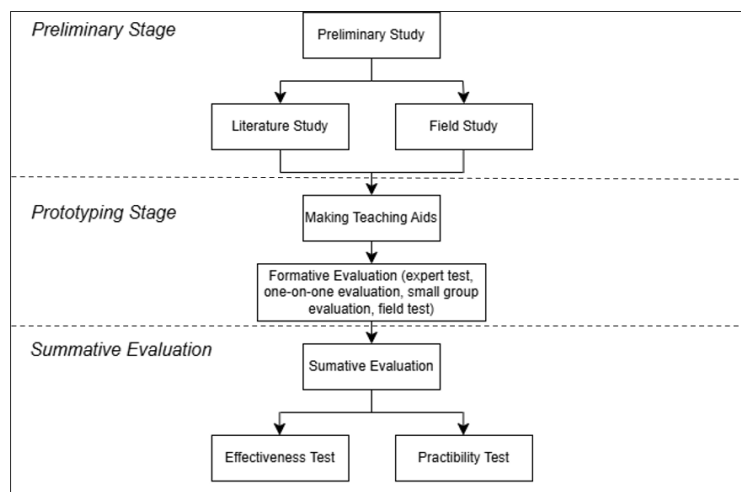 Preliminary Stage
Preliminary Study
Literature Study
Field Study
Prototyping Stage
Making Teaching Aids
Formative Evaluation (expert test,
one-on-one evaluation, small group
evaluation, field test)
Summative Evaluation
Sumative Evaluation
Effectiveness Test
Practibility Test